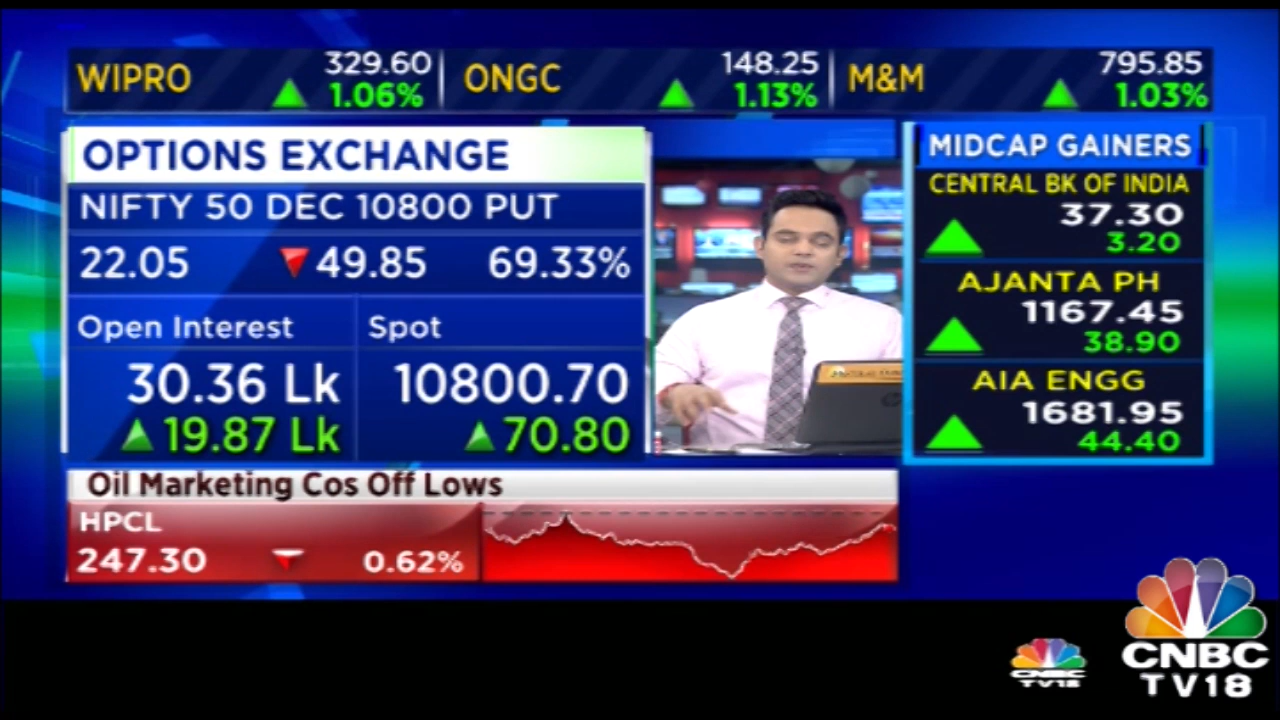 WIPRO 329.60
1.06%
ONGC 148.25
1.13%
M&M 795.85
1.03%
OPTIONS EXCHANGE
NIFTY 50 DEC 10800 PUT
22.05 49.85 69.33%
Open Interest Spot
30.36 Lk 10800.70
19.87 Lk 70.80
MIDCAP GAINERS
CENTRAL BK OF INDIA
37.30
3.20
AJANTA PH
1167.45
38.90
AIA ENGG
1681.95
44.40
Oil Marketing Cos Off Lows
HPCL
247.30 0.62%
CNBC
TV18
CNBC
TV18